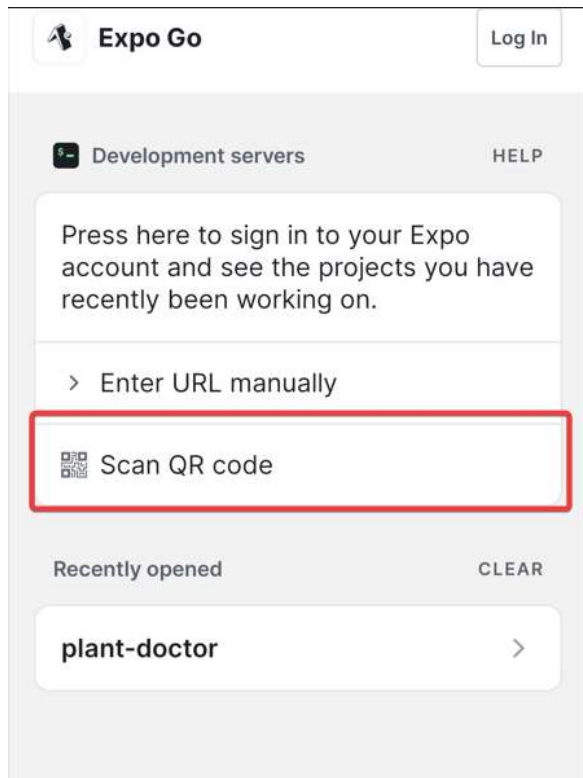 Expo Go
Log In
Development servers
HELP
Press here to sign in to your Expo
account and see the projects you have
recently been working on.
Enter URL manually
Scan QR code
Recently opened
CLEAR
plant-doctor